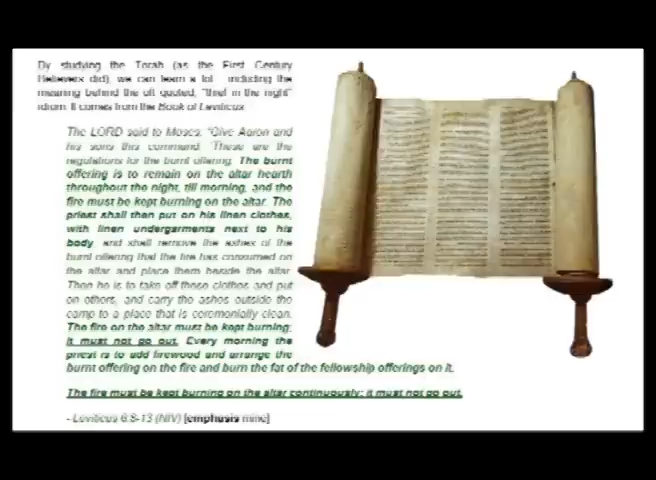 By studying the Torah (as the First Century
Believers did), we can learn a lot including the
meaning behind the oft quoted, "thief in the night"
idiom. It comes from the Book of Leviticus:
The LORD said to Moses: "Give Aaron and
his sons this command: 'These are the
regulations for the burnt offering: The burnt
offering is to remain on the altar hearth
throughout the night, till morning, and the
fire must be kept burning on the altar. The
priest shall then put on his linen clothes,
with linen undergarments next to his
body, and shall remove the ashes of the
burnt offering that the fire has consumed on
the altar and place them beside the altar.
Then he is to take off these clothes and put
on others, and carry the ashes outside the
camp to a place that is ceremonially clean.
The fire on the altar must be kept burning;
it must not go out. Every morning the
priest is to add firewood and arrange the
burnt offering on the fire and burn the fat of the fellowship offerings on it.
The fire must be kept burning on the altar continuously; it must not go out.
- Leviticus 6:8-13 (NIV) [emphasis mine]